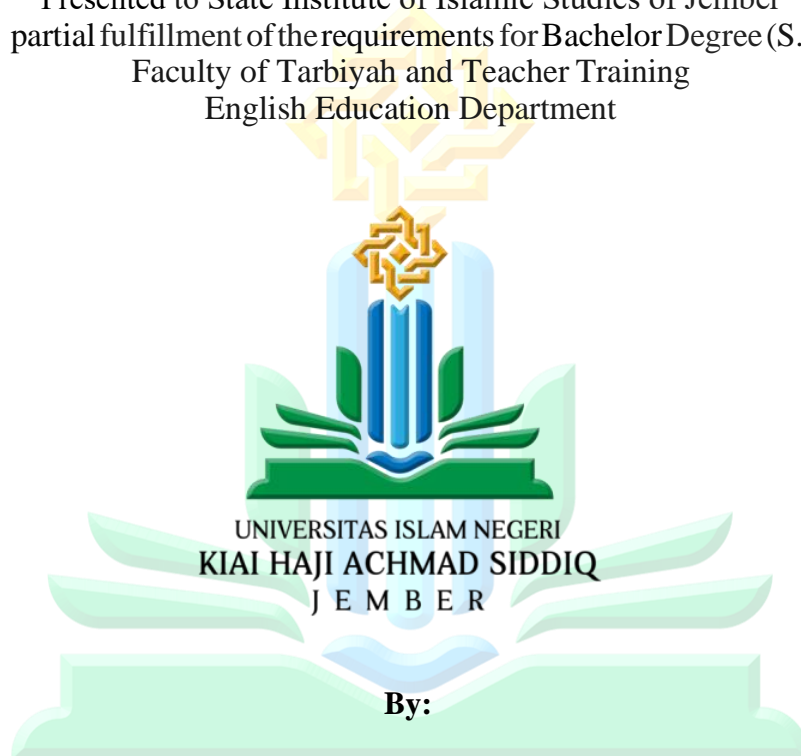 Presented to State Institute of Islamic Studies of Jember
partial fulfillment of the requirements for Bachelor Degree (S.
Faculty of Tarbiyah and Teacher Training
English Education Department
UNIVERSITAS ISLAM NEGERI
KIAI HAJI ACHMAD SIDDIQ
JEMBER
By: